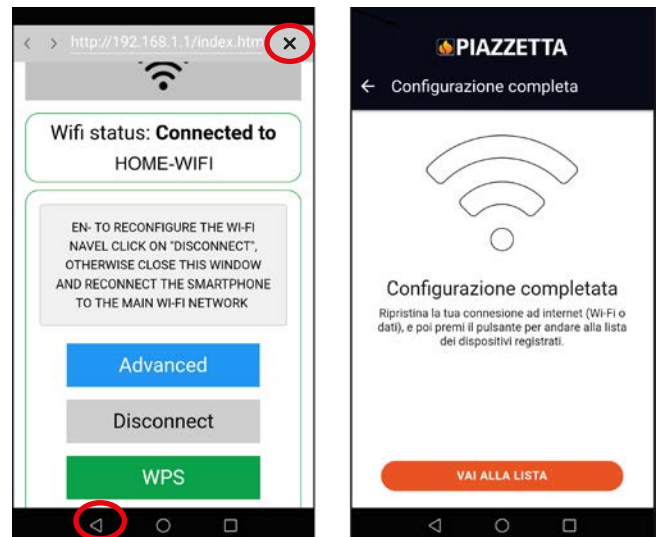 http://192.168.1.1/index.htm
Wifi status: Connected to
HOME-WIFI
EN- TO RECONFIGURE THE WI-FI
NAVEL CLICK ON "DISCONNECT",
OTHERWISE CLOSE THIS WINDOW
AND RECONNECT THE SMARTPHONE
TO THE MAIN WI-FI NETWORK
Advanced
Disconnect
WPS
PIAZZETTA
Configurazione completa
Configurazione completata
Ripristina la tua connesione ad internet (Wi-Fi o
dati), e poi premi il pulsante per andare alla lista
dei dispositivi registrati.
VAI ALLA LISTA